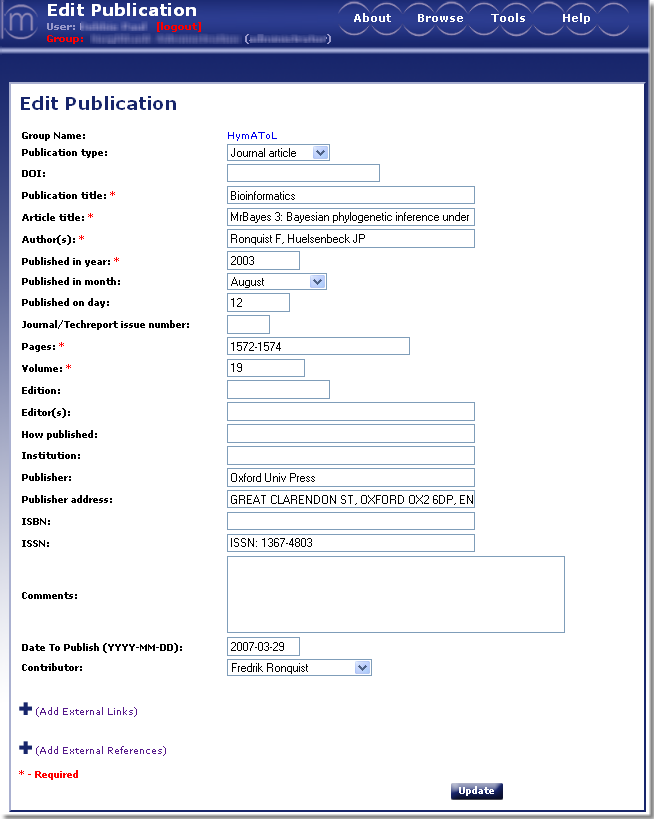 m
Edit Publication
User: [logout]
Group: (administrator)
About Browse Tools Help
Edit Publication
Group Name: HymAToL
Publication type: Journal article
DOI:
Publication title: * Bioinformatics
Article title: * MrBayes 3: Bayesian phylogenetic inference under
Author(s): * Ronquist F, Huelsenbeck JP
Published in year: * 2003
Published in month: August
Published on day: 12
Journal/Techreport issue number:
Pages: * 1572-1574
Volume: * 19
Edition:
Editor(s):
How published:
Institution:
Publisher: Oxford Univ Press
Publisher address: GREAT CLARENDON ST, OXFORD OX2 6DP, EN
ISBN:
ISSN: ISSN: 1367-4803
Comments:
Date To Publish (YYYY-MM-DD): 2007-03-29
Contributor: Fredrik Ronquist
(Add External Links)
(Add External References)
* - Required
Update